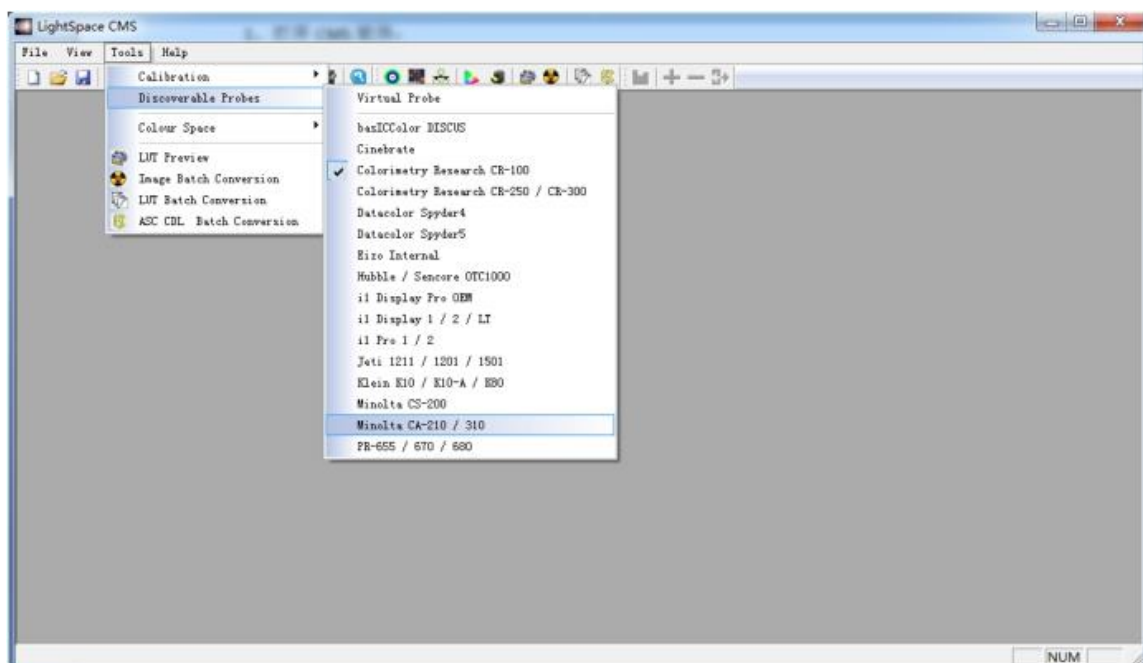 LightSpace CMS
File View Tools Help
Calibration
Discoverable Probes
Colour Space
LUT Preview
Image Batch Conversion
LUT Batch Conversion
ASC CDL Batch Conversion
Virtual Probe
basICColor DISCUS
Cinebrate
Colorimetry Research CR-100
Colorimetry Research CR-250 / CR-300
Datacolor Spyder4
Datacolor Spyder5
Eizo Internal
Hubble / Sencore OTC1000
i1 Display Pro OEM
i1 Display 1 / 2 / LT
i1 Pro 1 / 2
Jeti 1211 / 1201 / 1501
Klein K10 / K10-A / K80
Minolta CS-200
Minolta CA-210 / 310
PR-655 / 670 / 680
NUM